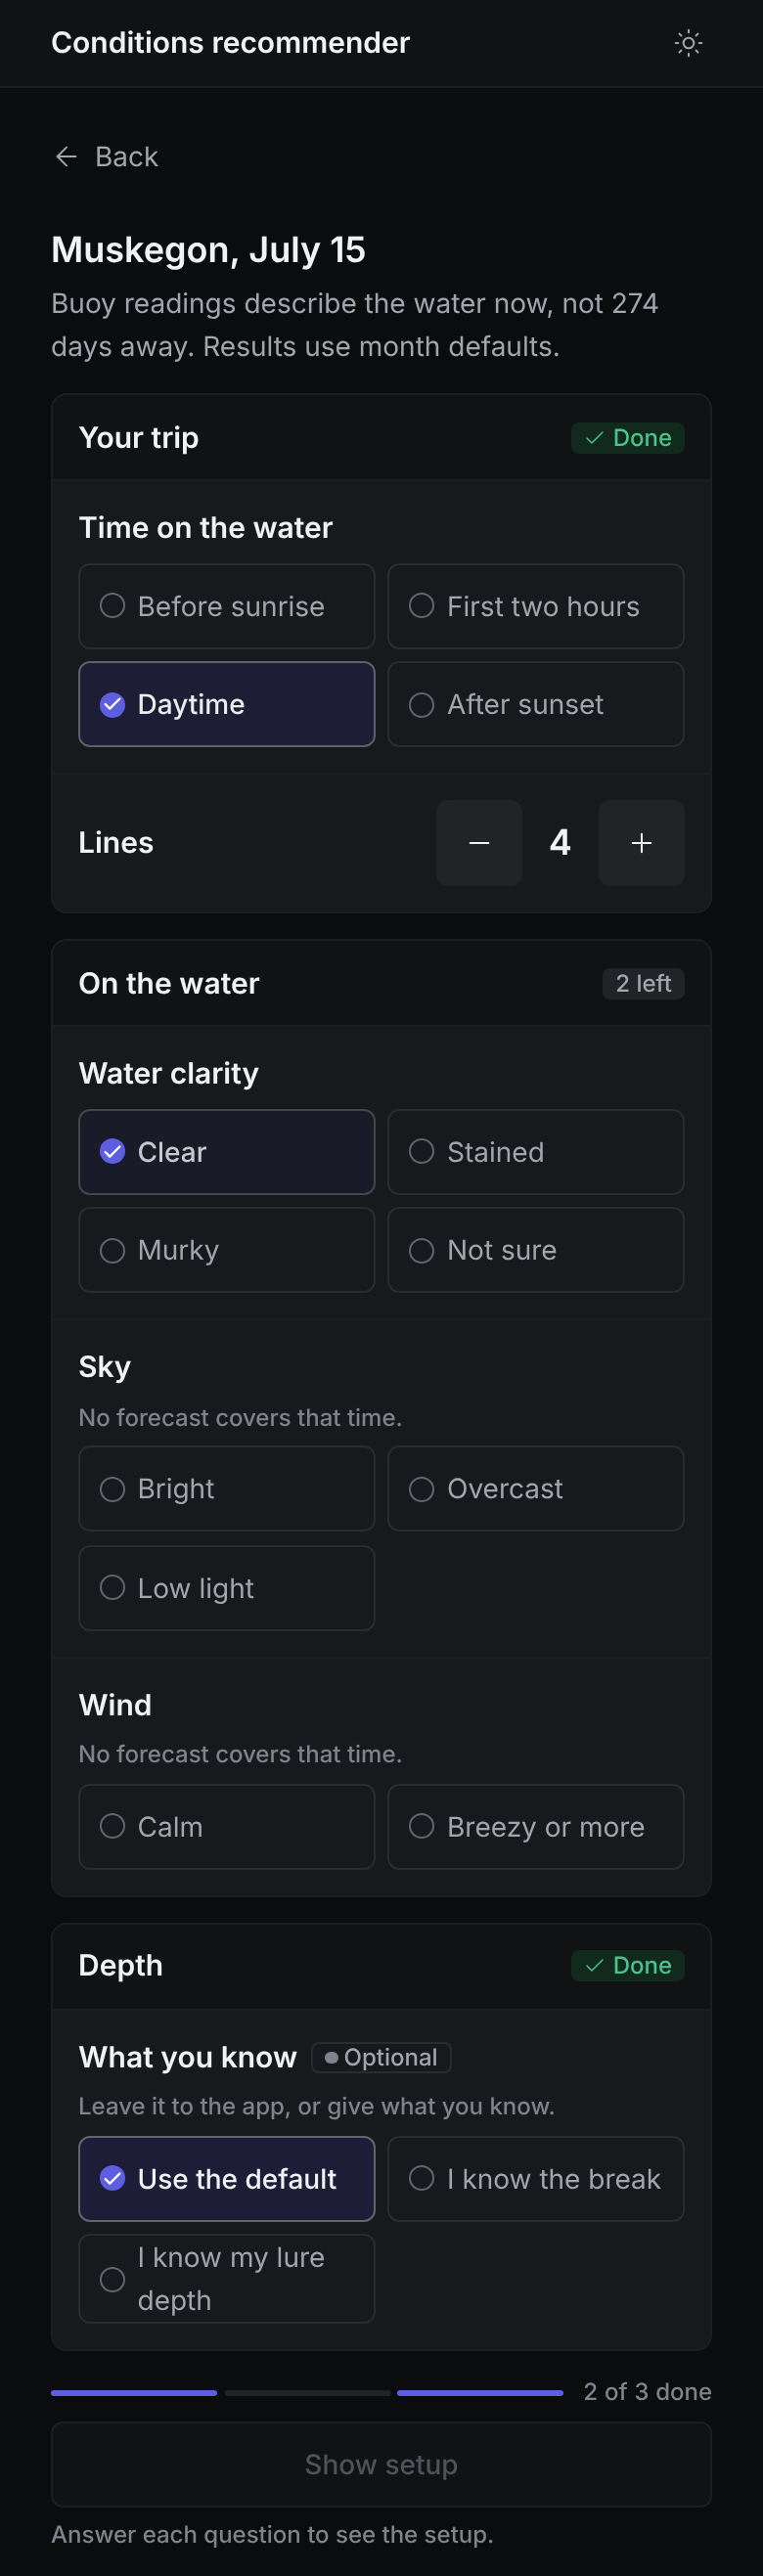 Conditions recommender
Back
Muskegon, July 15
Buoy readings describe the water now, not 274
days away. Results use month defaults.
Your trip
Done
Time on the water
Before sunrise
First two hours
Daytime
After sunset
Lines
4
On the water
2 left
Water clarity
Clear
Stained
Murky
Not sure
Sky
No forecast covers that time.
Bright
Overcast
Low light
Wind
No forecast covers that time.
Calm
Breezy or more
Depth
Done
What you know
Optional
Leave it to the app, or give what you know.
Use the default
I know the break
I know my lure
depth
2 of 3 done
Show setup
Answer each question to see the setup.